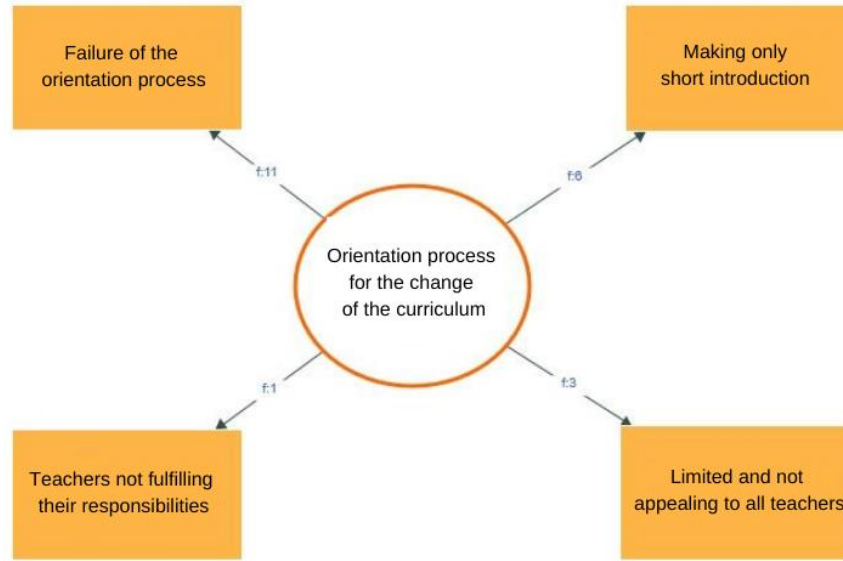 Failure of the
orientation process
Making only
short introduction
f:11
f:6
Orientation process
for the change
of the curriculum
f:1
f:3
Teachers not fulfilling
their responsibilities
Limited and not
appealing to all teachers